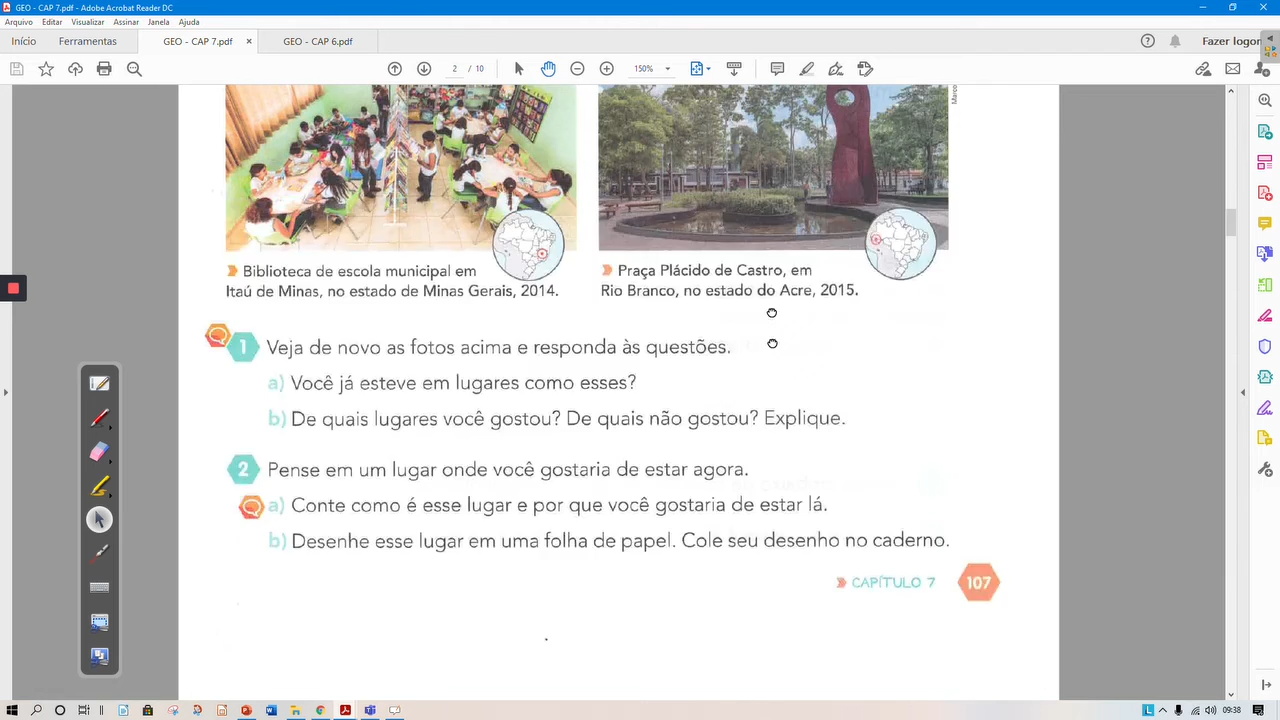 GEO - CAP 7.pdf - Adobe Acrobat Reader DC
Arquivo Editar Visualizar Assinar Janela Ajuda
Início Ferramentas GEO - CAP 7.pdf × GEO - CAP 6.pdf Fazer logon
2 / 10 150%
Marco
Biblioteca de escola municipal em
Itaú de Minas, no estado de Minas Gerais, 2014.
Praça Plácido de Castro, em
Rio Branco, no estado do Acre, 2015.
1 Veja de novo as fotos acima e responda às questões.
a) Você já esteve em lugares como esses?
b) De quais lugares você gostou? De quais não gostou? Explique.
2 Pense em um lugar onde você gostaria de estar agora.
a) Conte como é esse lugar e por que você gostaria de estar lá.
b) Desenhe esse lugar em uma folha de papel. Cole seu desenho no caderno.
CAPÍTULO 7 107
09:38